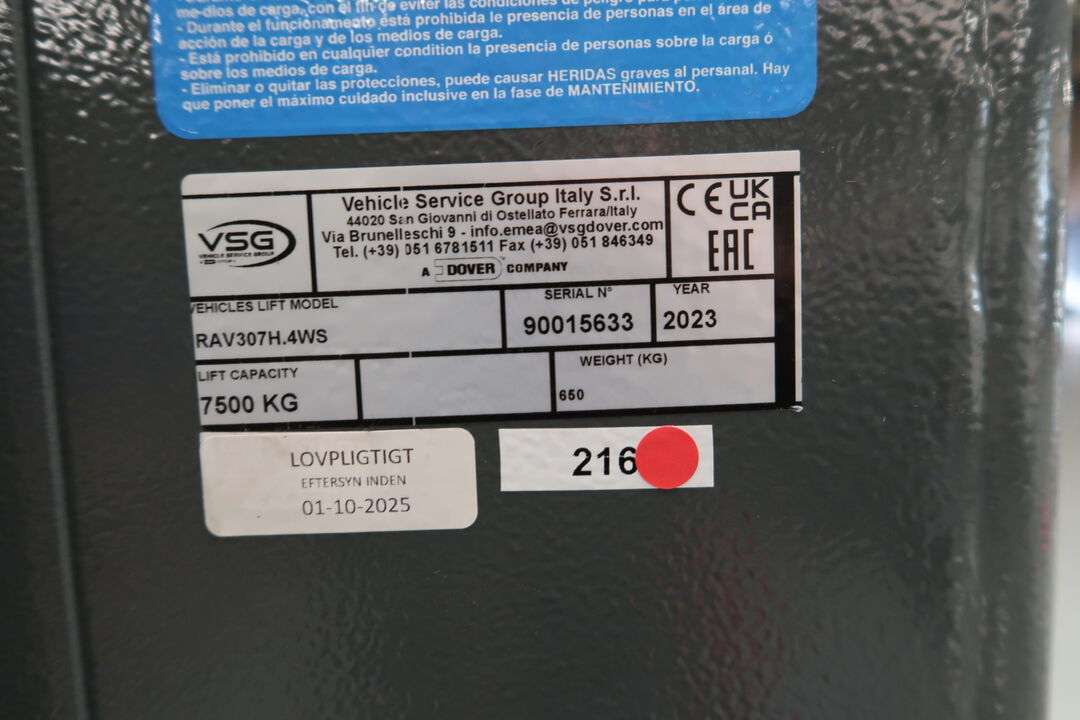 me-dios de carga, con el fin de eviter las condiciones de peligro para
- Durante el funcionamento está prohibida le presencia de personas en el área de
acción de la carga y de los medios de carga.
- Está prohibido en cualquier condition la presencia de personas sobre la carga ó
sobre los medios de carga.
- Eliminar o quitar las protecciones, puede causar HERIDAS graves al personal. Hay
que poner el máximo cuidado inclusive en la fase de MANTENIMIENTO.
VSG
VEHICLE SERVICE GROUP
Vehicle Service Group Italy S.r.l.
44020 San Giovanni di Ostellato Ferrara/Italy
Via Brunelleschi 9 - info.emea@vsgdover.com
Tel. (+39) 051 6781511 Fax (+39) 051 846349
A DOVER COMPANY
CE UK
CA
EAC
VEHICLES LIFT MODEL
RAV307H.4WS
SERIAL N°
90015633
YEAR
2023
LIFT CAPACITY
7500 KG
WEIGHT (KG)
650
LOVPLIGTIGT
EFTERSYN INDEN
01-10-2025
216